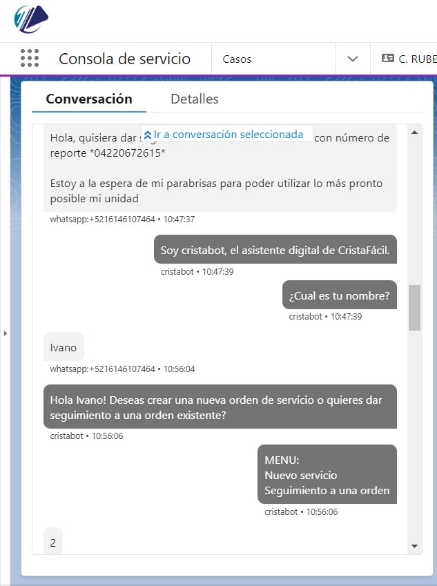 Consola de servicio
Casos
C. RUBE
Conversación
Detalles
Ir a conversación seleccionada
Hola, quisiera dar con número de
reporte *04220672615*
Estoy a la espera de mi parabrisas para poder utilizar lo más pronto
posible mi unidad
whatsapp:+5216146107464 • 10:47:37
Soy cristabot, el asistente digital de CristaFácil.
cristabot • 10:47:39
¿Cual es tu nombre?
cristabot • 10:47:39
Ivano
whatsapp:+5216146107464 • 10:56:04
Hola Ivano! Deseas crear una nueva orden de servicio o quieres dar
seguimiento a una orden existente?
cristabot • 10:56:06
MENU:
Nuevo servicio
Seguimiento a una orden
cristabot • 10:56:06
2